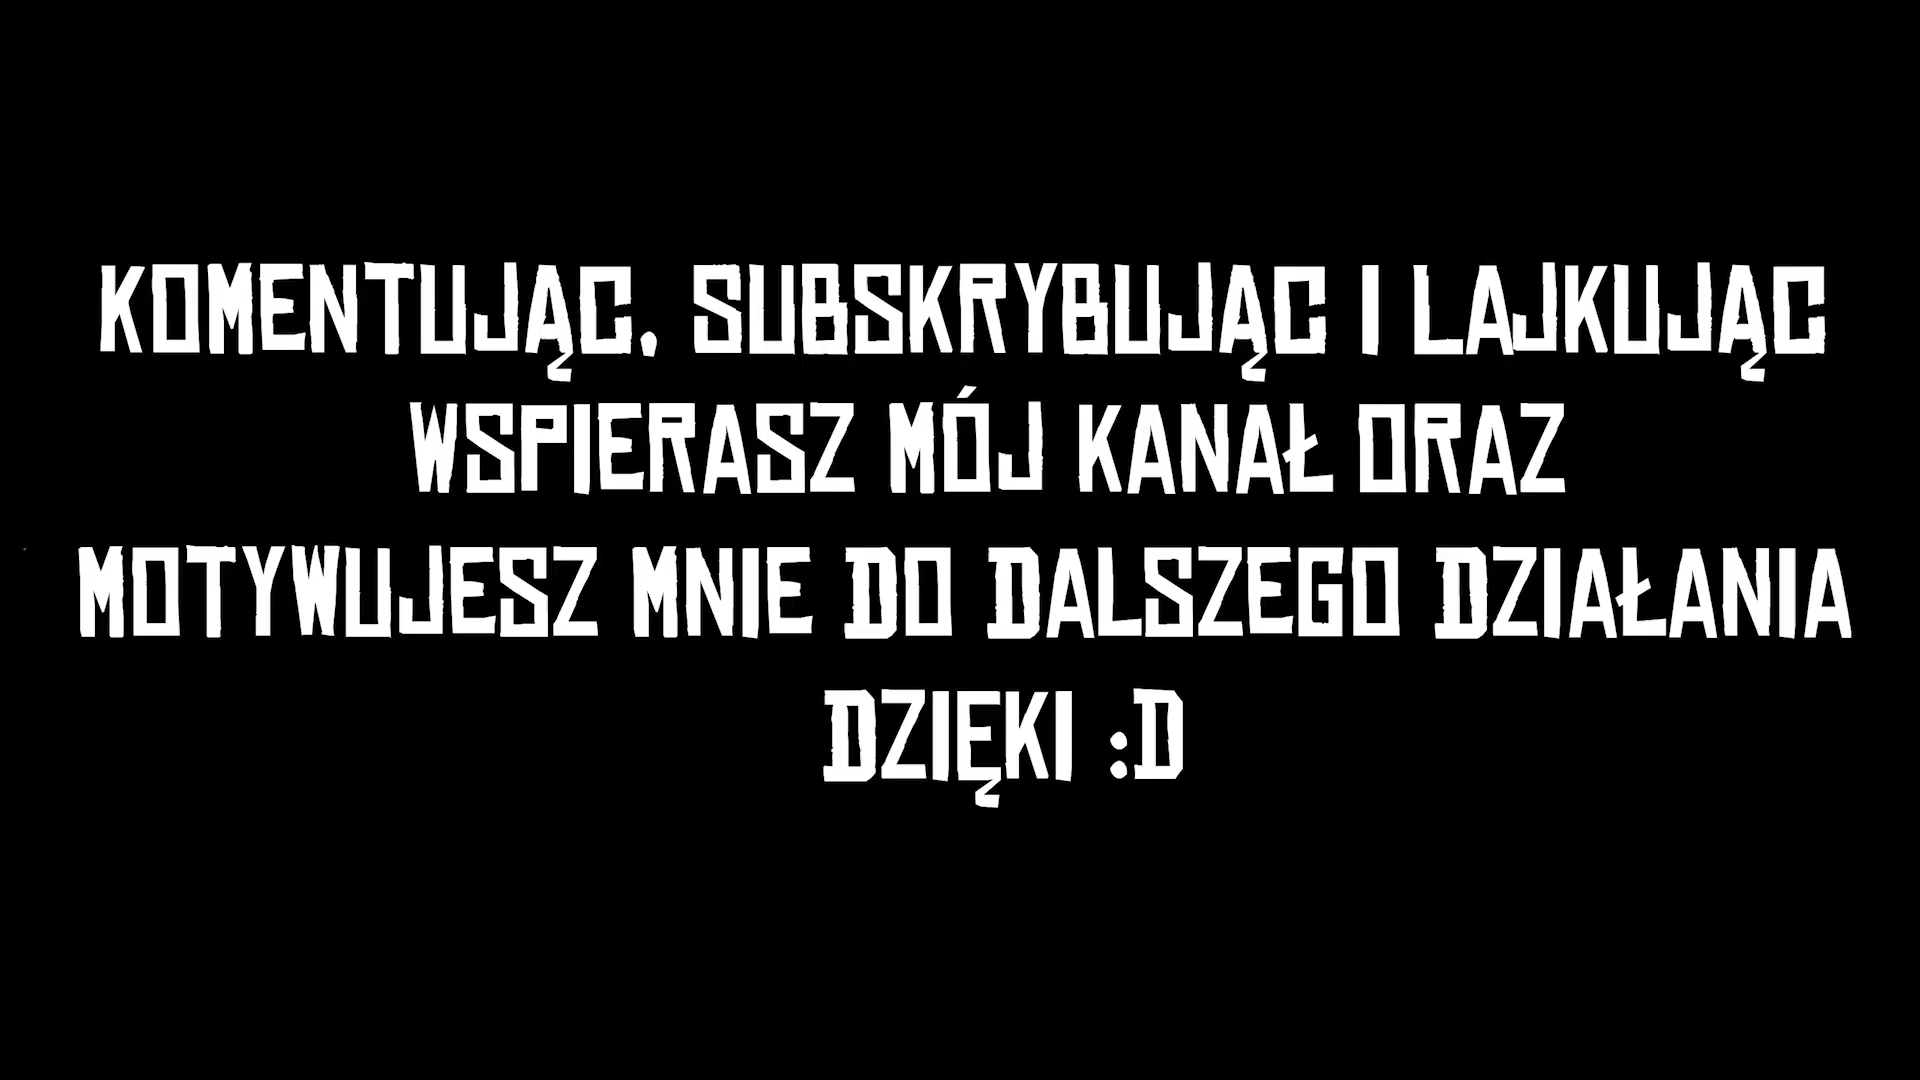 KOMENTUJĄC, SUBSKRYBUJĄC I LAJKUJĄC
WSPIERASZ MÓJ KANAŁ ORAZ
MOTYWUJESZ MNIE DO DALSZEGO DZIAŁANIA
DZIĘKI :D